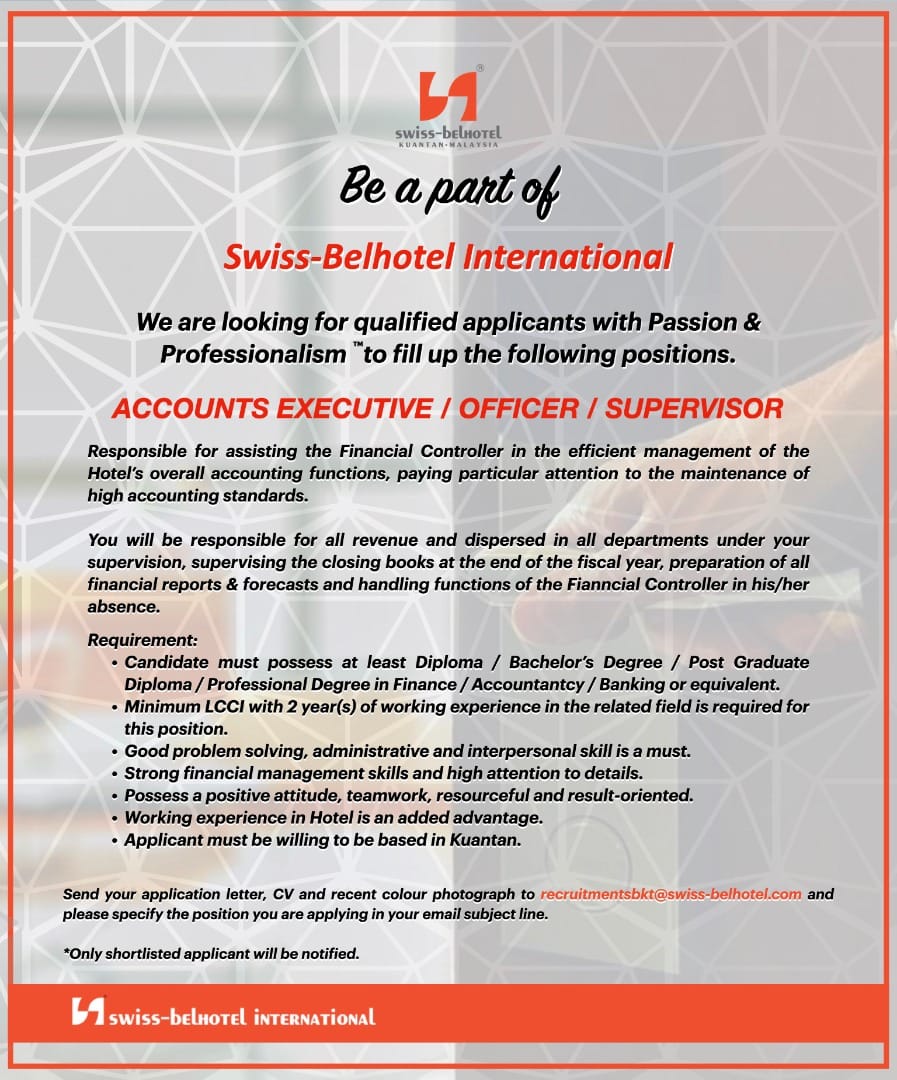 ®
swiss-belHOTEL
KUANTAN•MALAYSIA
Be a part of
Swiss-Belhotel International
We are looking for qualified applicants with Passion &
Professionalism ™to fill up the following positions.
ACCOUNTS EXECUTIVE / OFFICER / SUPERVISOR
Responsible for assisting the Financial Controller in the efficient management of the
Hotel's overall accounting functions, paying particular attention to the maintenance of
high accounting standards.
You will be responsible for all revenue and dispersed in all departments under your
supervision, supervising the closing books at the end of the fiscal year, preparation of all
financial reports & forecasts and handling functions of the Fianncial Controller in his/her
absence.
Requirement:
• Candidate must possess at least Diploma / Bachelor's Degree / Post Graduate
Diploma / Professional Degree in Finance / Accountantcy / Banking or equivalent.
• Minimum LCCI with 2 year(s) of working experience in the related field is required for
this position.
• Good problem solving, administrative and interpersonal skill is a must.
• Strong financial management skills and high attention to details.
• Possess a positive attitude, teamwork, resourceful and result-oriented.
• Working experience in Hotel is an added advantage.
• Applicant must be willing to be based in Kuantan.
Send your application letter, CV and recent colour photograph to recruitmentsbkt@swiss-belhotel.com and
please specify the position you are applying in your email subject line.
*Only shortlisted applicant will be notified.
swiss-belHOTEL INTERNATIONAL